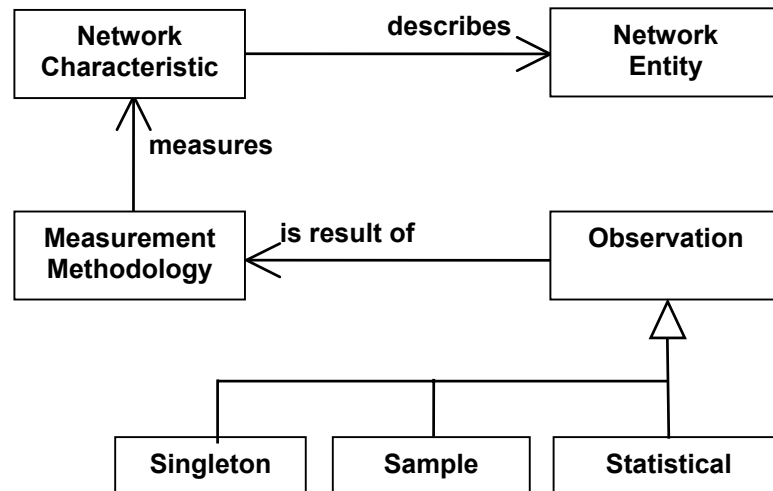 Network
Characteristic
describes
Network
Entity
measures
Measurement
Methodology
is result of
Observation
Singleton
Sample
Statistical